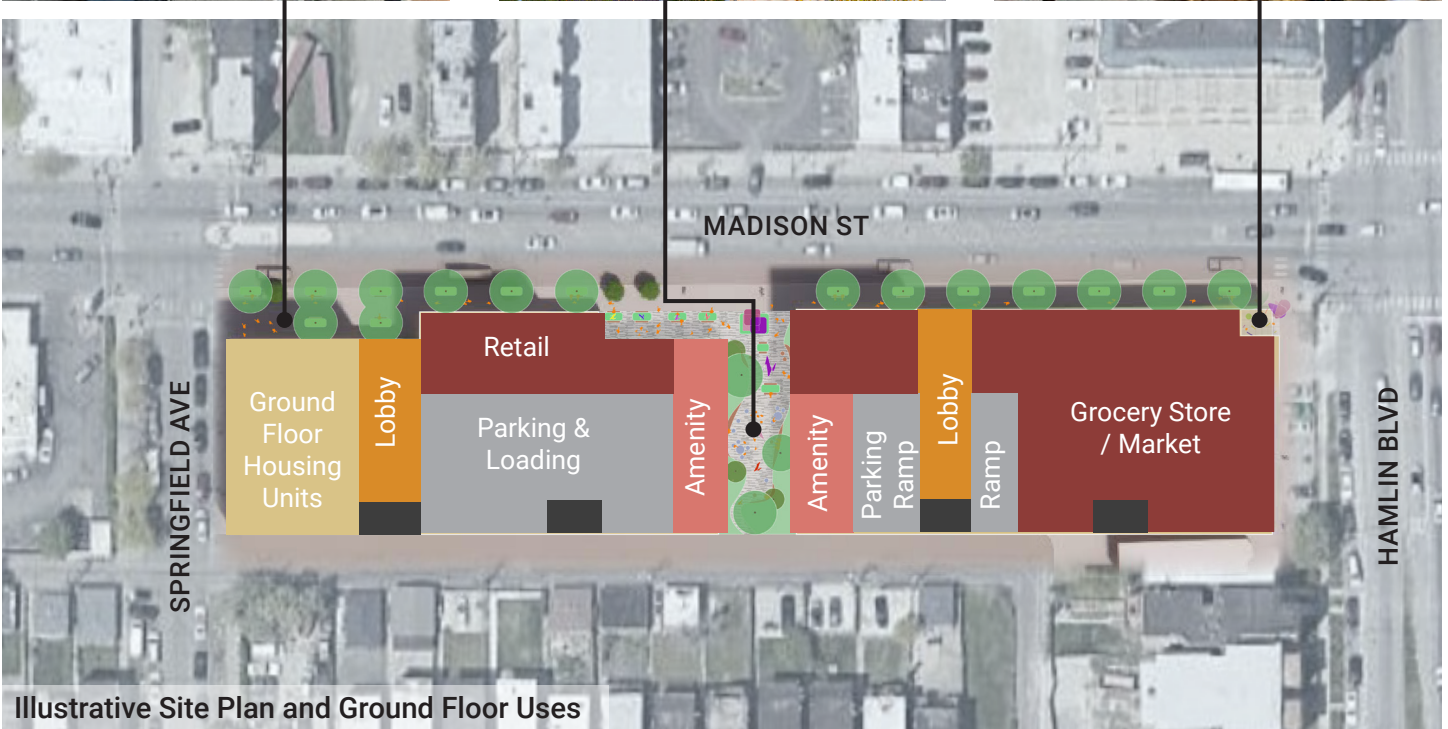 MADISON ST
SPRINGFIELD AVE
Ground
Floor
Housing
Units
Lobby
Retail
Parking &
Loading
Amenity
Amenity
Parking
Ramp
Lobby
Ramp
Grocery Store
/ Market
HAMLIN BLVD
Illustrative Site Plan and Ground Floor Uses